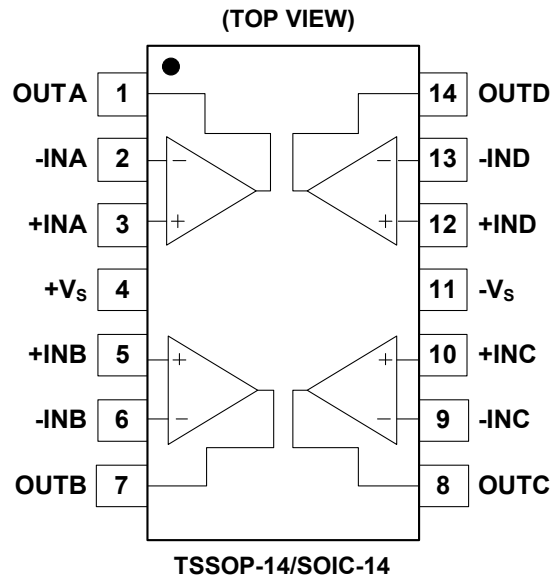 (TOP VIEW)
OUTA 1 14 OUTD
-INA 2 − − 13 -IND
+INA 3 + + 12 +IND
+VS 4 11 -VS
+INB 5 + + 10 +INC
-INB 6 − − 9 -INC
OUTB 7 8 OUTC
TSSOP-14/SOIC-14